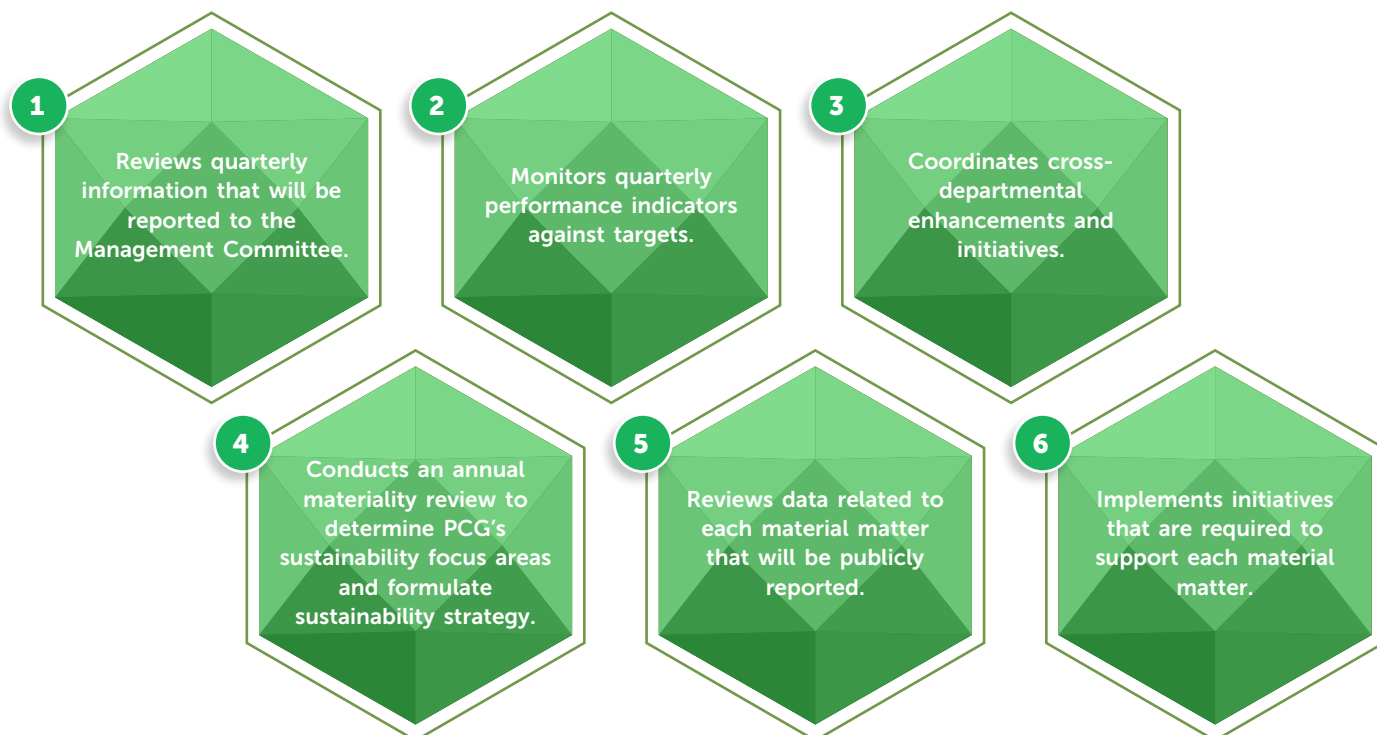 1
Reviews quarterly
information that will be
reported to the
Management Committee.
2
Monitors quarterly
performance indicators
against targets.
3
Coordinates cross-
departmental
enhancements and
initiatives.
4
Conducts an annual
materiality review to
determine PCG’s
sustainability focus areas
and formulate
sustainability strategy.
5
Reviews data related to
each material matter
that will be publicly
reported.
6
Implements initiatives
that are required to
support each material
matter.